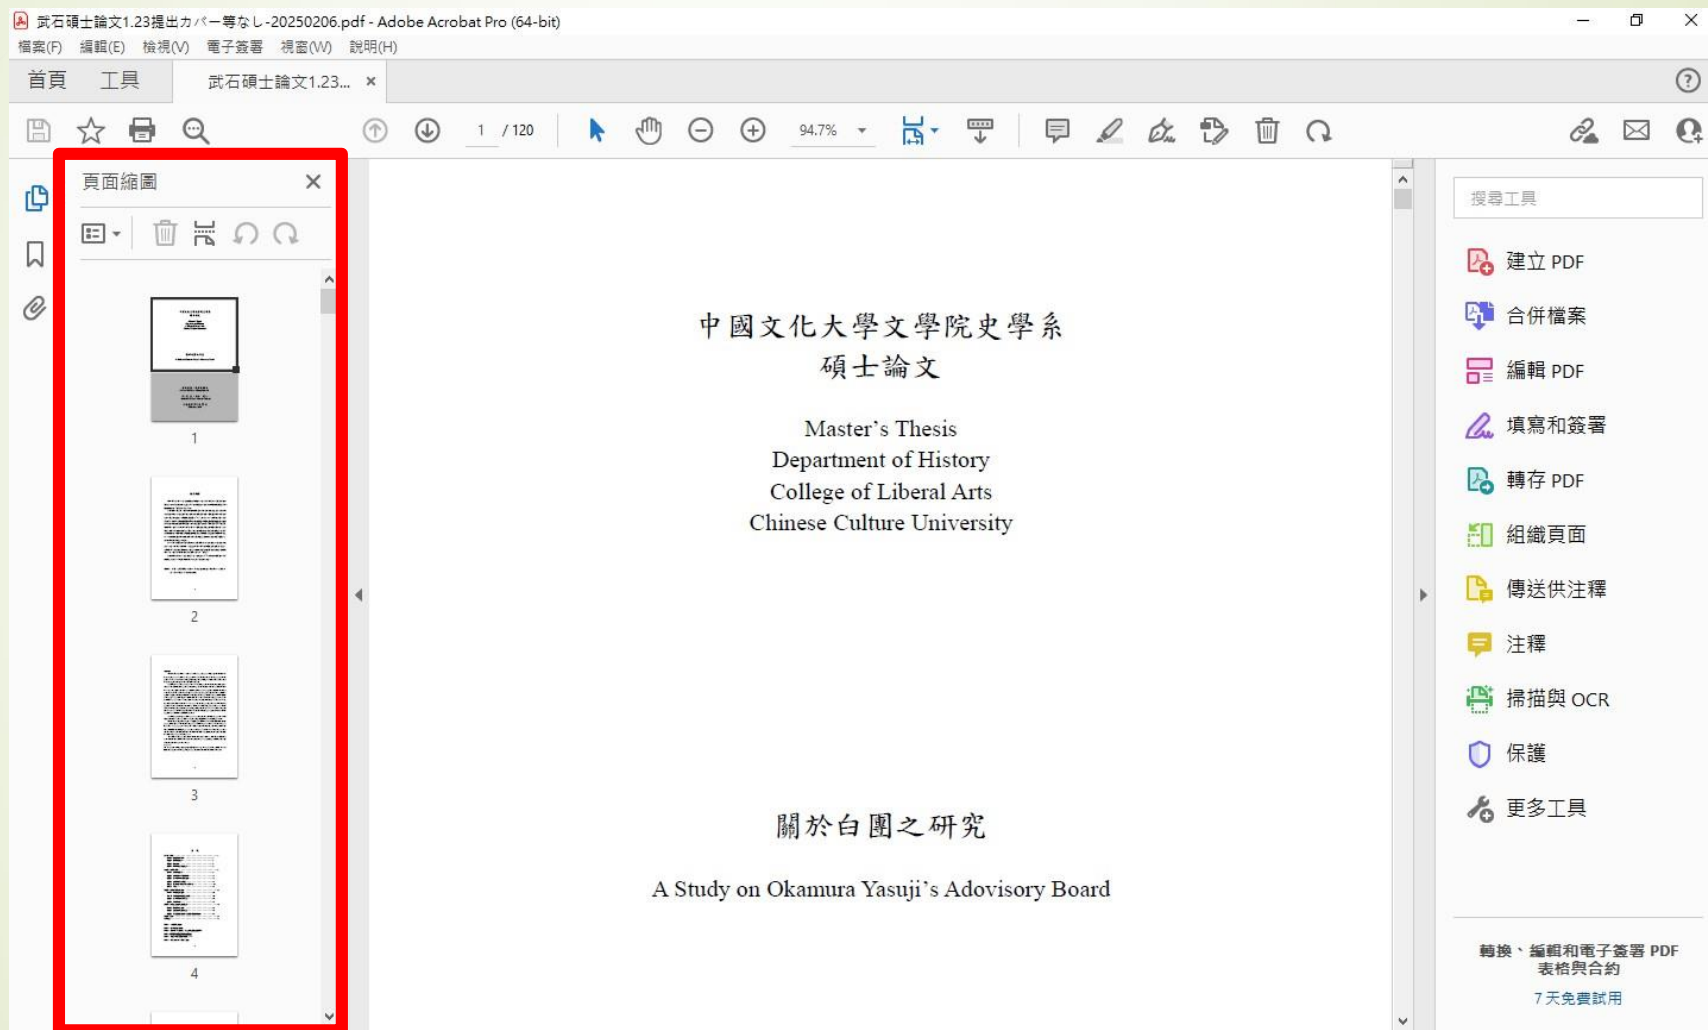 武石碩士論文1.23提出カバー等なし-20250206.pdf - Adobe Acrobat Pro (64-bit)
檔案(F) 編輯(E) 檢視(V) 電子簽署 視窗(W) 說明(H)
首頁 工具 武石碩士論文1.23... ×
1 / 120 94.7%
頁面縮圖
1
2
3
4
中國文化大學文學院史學系
碩士論文
Master's Thesis
Department of History
College of Liberal Arts
Chinese Culture University
關於白團之研究
A Study on Okamura Yasuji's Adovisory Board
搜尋工具
建立 PDF
合併檔案
編輯 PDF
填寫和簽署
轉存 PDF
組織頁面
傳送供注釋
注釋
掃描與 OCR
保護
更多工具
轉換、編輯和電子簽署 PDF
表格與合約
7 天免費試用